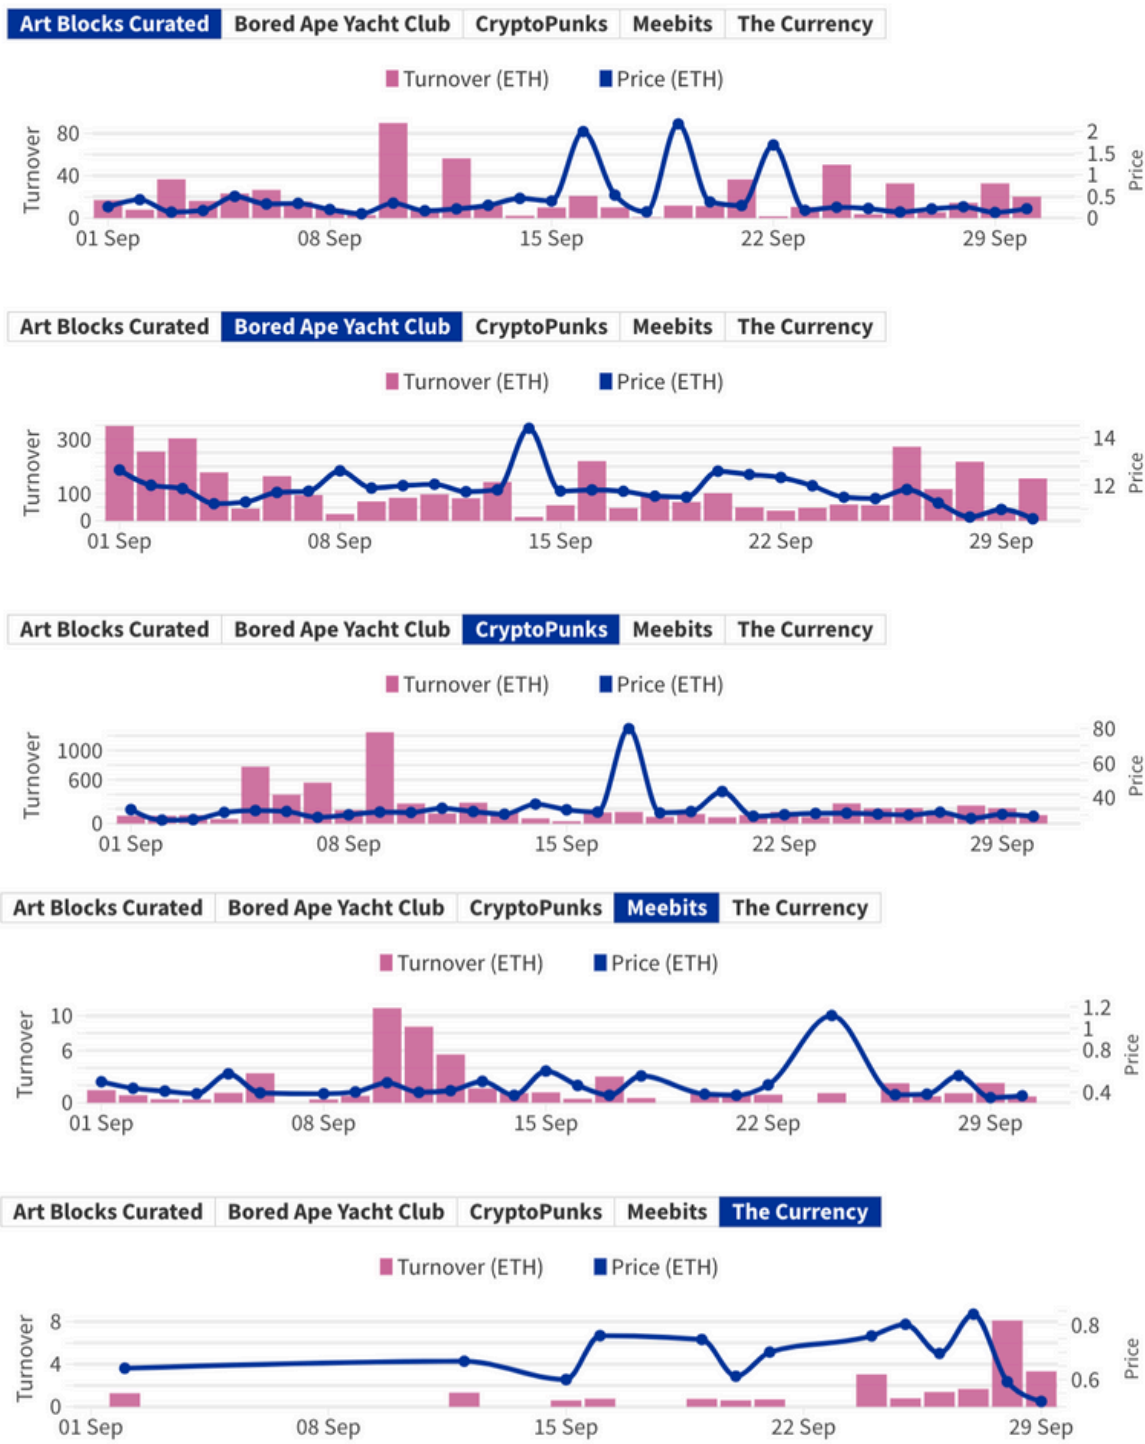 Art Blocks Curated Bored Ape Yacht Club CryptoPunks Meebits The Currency
Turnover (ETH) Price (ETH)
Turnover
80
40
0
2
1.5
1
0.5
0
Price
01 Sep 08 Sep 15 Sep 22 Sep 29 Sep
Art Blocks Curated Bored Ape Yacht Club CryptoPunks Meebits The Currency
Turnover (ETH) Price (ETH)
Turnover
300
100
0
14
12
Price
01 Sep 08 Sep 15 Sep 22 Sep 29 Sep
Art Blocks Curated Bored Ape Yacht Club CryptoPunks Meebits The Currency
Turnover (ETH) Price (ETH)
Turnover
1000
600
0
80
60
40
Price
01 Sep 08 Sep 15 Sep 22 Sep 29 Sep
Art Blocks Curated Bored Ape Yacht Club CryptoPunks Meebits The Currency
Turnover (ETH) Price (ETH)
Turnover
10
6
0
1.2
1
0.8
0.4
Price
01 Sep 08 Sep 15 Sep 22 Sep 29 Sep
Art Blocks Curated Bored Ape Yacht Club CryptoPunks Meebits The Currency
Turnover (ETH) Price (ETH)
Turnover
8
4
0
0.8
0.6
Price
01 Sep 08 Sep 15 Sep 22 Sep 29 Sep